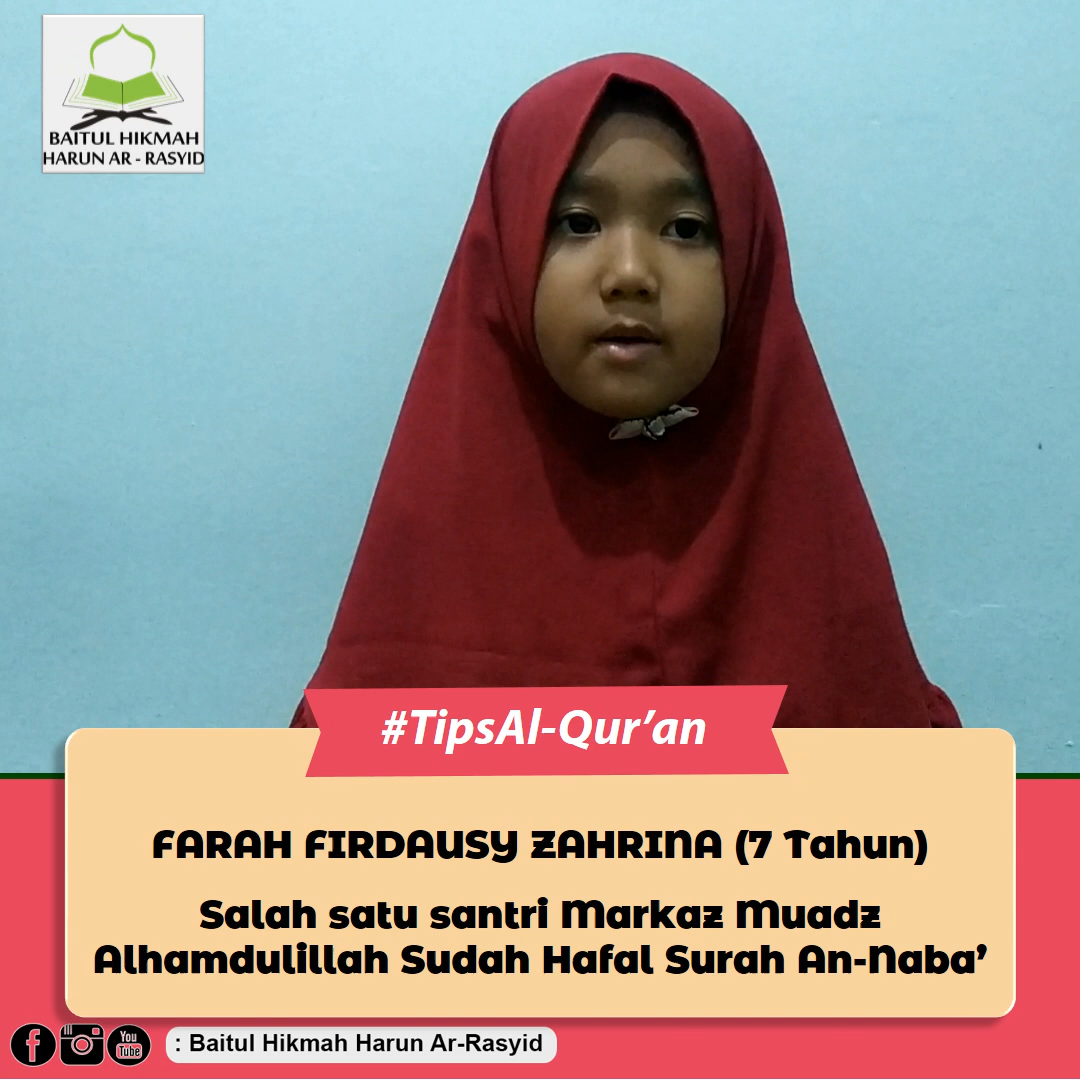 BAITUL HIKMAH
HARUN AR - RASYID
#TipsAl-Qur'an
FARAH FIRDAUSY ZAHRINA (7 Tahun)
Salah satu santri Markaz Muadz
Alhamdulillah Sudah Hafal Surah An-Naba'
f You Tube : Baitul Hikmah Harun Ar-Rasyid